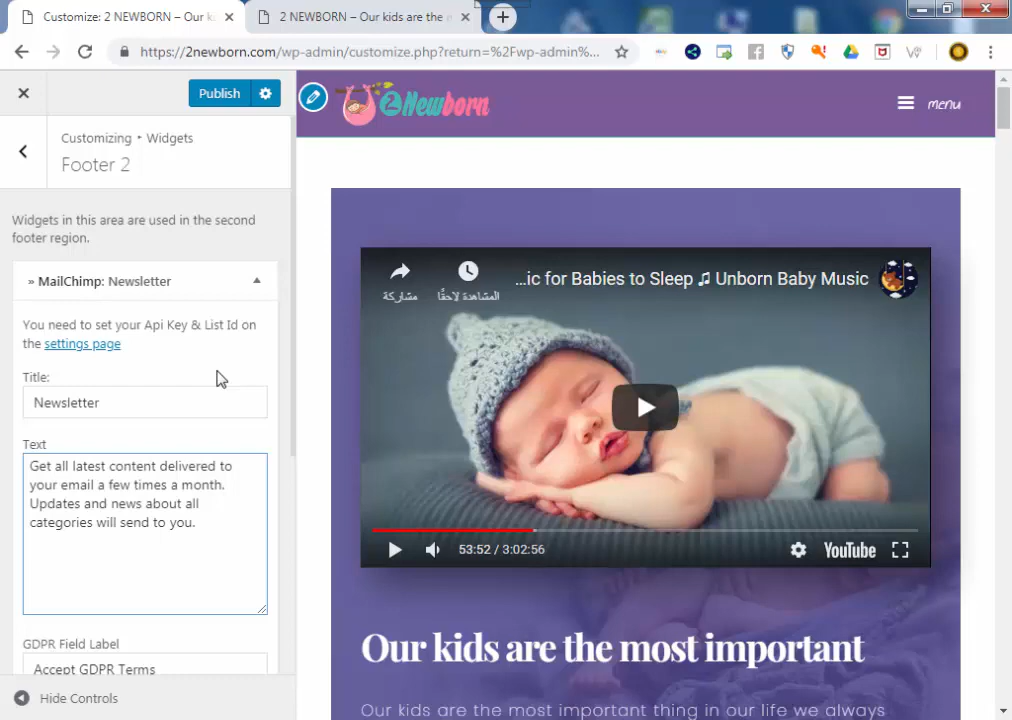 Customize: 2 NEWBORN – Our k
2 NEWBORN – Our kids are the
https://2newborn.com/wp-admin/customize.php?return=%2Fwp-admin%...
Publish
2 Newborn
menu
Customizing ‣ Widgets
Footer 2
Widgets in this area are used in the second
footer region.
» MailChimp: Newsletter
...ic for Babies to Sleep ♫ Unborn Baby Music
مشاركة
المشاهدة لاحقًا
You need to set your Api Key & List Id on
the settings page
Title:
Newsletter
Text
Get all latest content delivered to
your email a few times a month.
Updates and news about all
categories will send to you.
53:52 / 3:02:56
YouTube
GDPR Field Label
Accept GDPR Terms
Our kids are the most important
Our kids are the most important thing in our life we always
Hide Controls